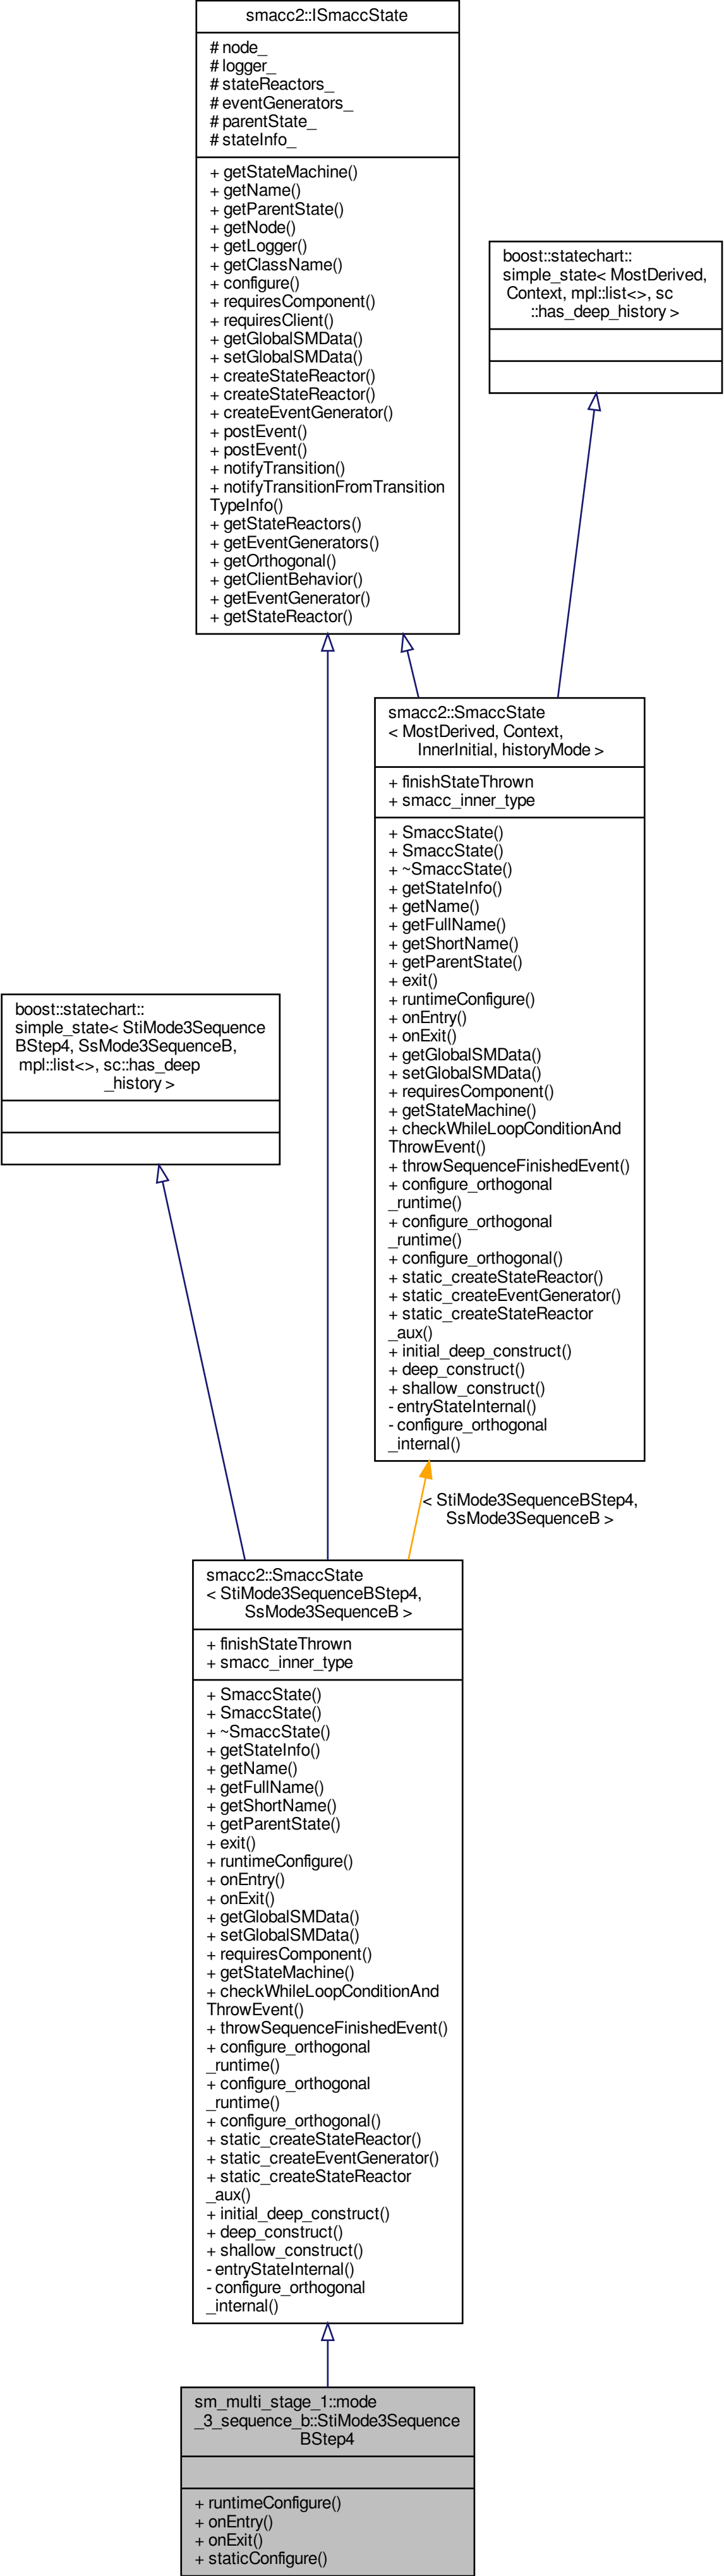 smacc2::ISmaccState
# node_
# logger_
# stateReactors_
# eventGenerators_
# parentState_
# stateInfo_
+ getStateMachine()
+ getName()
+ getParentState()
+ getNode()
+ getLogger()
+ getClassName()
+ configure()
+ requiresComponent()
+ requiresClient()
+ getGlobalSMData()
+ setGlobalSMData()
+ createStateReactor()
+ createStateReactor()
+ createEventGenerator()
+ postEvent()
+ postEvent()
+ notifyTransition()
+ notifyTransitionFromTransition
TypeInfo()
+ getStateReactors()
+ getEventGenerators()
+ getOrthogonal()
+ getClientBehavior()
+ getEventGenerator()
+ getStateReactor()
boost::statechart::
simple_state< MostDerived,
Context, mpl::list<>, sc
::has_deep_history >
smacc2::SmaccState
< MostDerived, Context,
InnerInitial, historyMode >
+ finishStateThrown
+ smacc_inner_type
+ SmaccState()
+ SmaccState()
+ ~SmaccState()
+ getStateInfo()
+ getName()
+ getFullName()
+ getShortName()
+ getParentState()
+ exit()
+ runtimeConfigure()
+ onEntry()
+ onExit()
+ getGlobalSMData()
+ setGlobalSMData()
+ requiresComponent()
+ getStateMachine()
+ checkWhileLoopConditionAnd
ThrowEvent()
+ throwSequenceFinishedEvent()
+ configure_orthogonal
_runtime()
+ configure_orthogonal
_runtime()
+ configure_orthogonal()
+ static_createStateReactor()
+ static_createEventGenerator()
+ static_createStateReactor
_aux()
+ initial_deep_construct()
+ deep_construct()
+ shallow_construct()
- entryStateInternal()
- configure_orthogonal
_internal()
boost::statechart::
simple_state< StiMode3Sequence
BStep4, SsMode3SequenceB,
mpl::list<>, sc::has_deep
_history >
< StiMode3SequenceBStep4,
SsMode3SequenceB >
smacc2::SmaccState
< StiMode3SequenceBStep4,
SsMode3SequenceB >
+ finishStateThrown
+ smacc_inner_type
+ SmaccState()
+ SmaccState()
+ ~SmaccState()
+ getStateInfo()
+ getName()
+ getFullName()
+ getShortName()
+ getParentState()
+ exit()
+ runtimeConfigure()
+ onEntry()
+ onExit()
+ getGlobalSMData()
+ setGlobalSMData()
+ requiresComponent()
+ getStateMachine()
+ checkWhileLoopConditionAnd
ThrowEvent()
+ throwSequenceFinishedEvent()
+ configure_orthogonal
_runtime()
+ configure_orthogonal
_runtime()
+ configure_orthogonal()
+ static_createStateReactor()
+ static_createEventGenerator()
+ static_createStateReactor
_aux()
+ initial_deep_construct()
+ deep_construct()
+ shallow_construct()
- entryStateInternal()
- configure_orthogonal
_internal()
sm_multi_stage_1::mode
_3_sequence_b::StiMode3Sequence
BStep4
+ runtimeConfigure()
+ onEntry()
+ onExit()
+ staticConfigure()